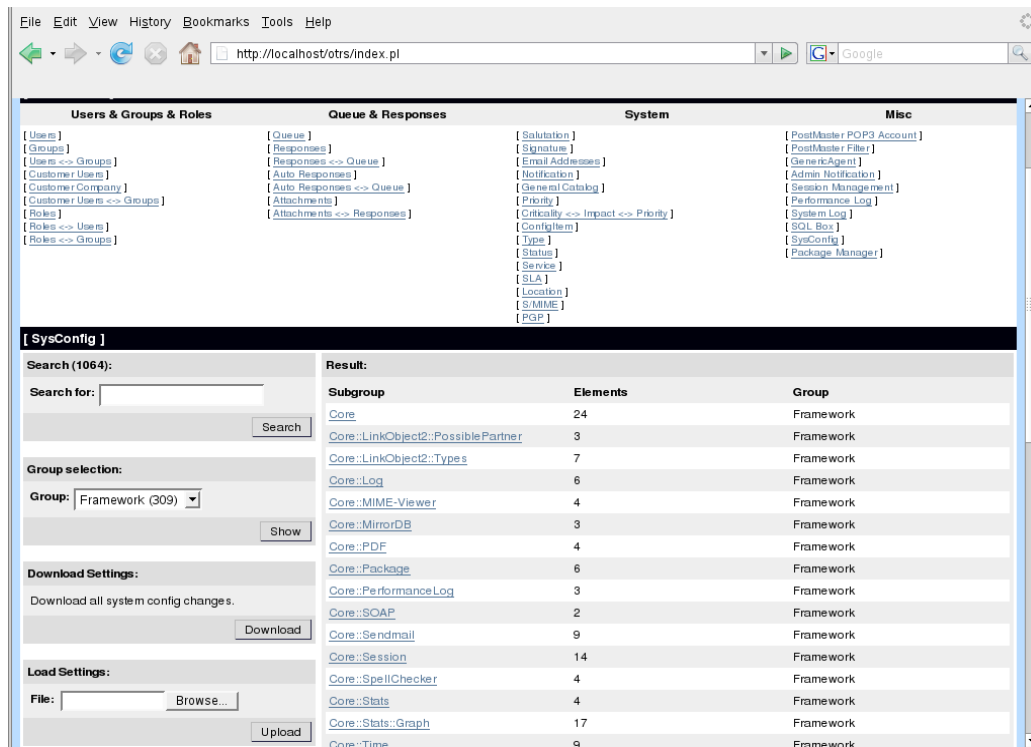 File Edit View History Bookmarks Tools Help
http://localhost/otrs/index.pl
G Google
Users & Groups & Roles
[ Users ]
[ Groups ]
[ Users <-> Groups ]
[ Customer Users ]
[ Customer Company ]
[ Customer Users <-> Groups ]
[ Roles ]
[ Roles <-> Users ]
[ Roles <-> Groups ]
Queue & Responses
[ Queue ]
[ Responses ]
[ Responses <-> Queue ]
[ Auto Responses ]
[ Auto Responses <-> Queue ]
[ Attachments ]
[ Attachments <-> Responses ]
System
[ Salutation ]
[ Signature ]
[ Email Addresses ]
[ Notification ]
[ General Catalog ]
[ Priority ]
[ Criticality <-> Impact <-> Priority ]
[ ConfigItem ]
[ Type ]
[ Status ]
[ Service ]
[ SLA ]
[ Location ]
[ S/MIME ]
[ PGP ]
Misc
[ PostMaster POP3 Account ]
[ PostMaster Filter ]
[ GenericAgent ]
[ Admin Notification ]
[ Session Management ]
[ Performance Log ]
[ System Log ]
[ SQL Box ]
[ SysConfig ]
[ Package Manager ]
[ SysConfig ]
Search (1064):
Search for:
Search
Group selection:
Group: Framework (309)
Show
Download Settings:
Download all system config changes.
Download
Load Settings:
File: Browse...
Upload
Result:
Subgroup Elements Group
Core 24 Framework
Core::LinkObject2::PossiblePartner 3 Framework
Core::LinkObject2::Types 7 Framework
Core::Log 6 Framework
Core::MIME-Viewer 4 Framework
Core::MirrorDB 3 Framework
Core::PDF 4 Framework
Core::Package 6 Framework
Core::PerformanceLog 3 Framework
Core::SOAP 2 Framework
Core::Sendmail 9 Framework
Core::Session 14 Framework
Core::SpellChecker 4 Framework
Core::Stats 4 Framework
Core::Stats::Graph 17 Framework
Core::Time 9 Framework